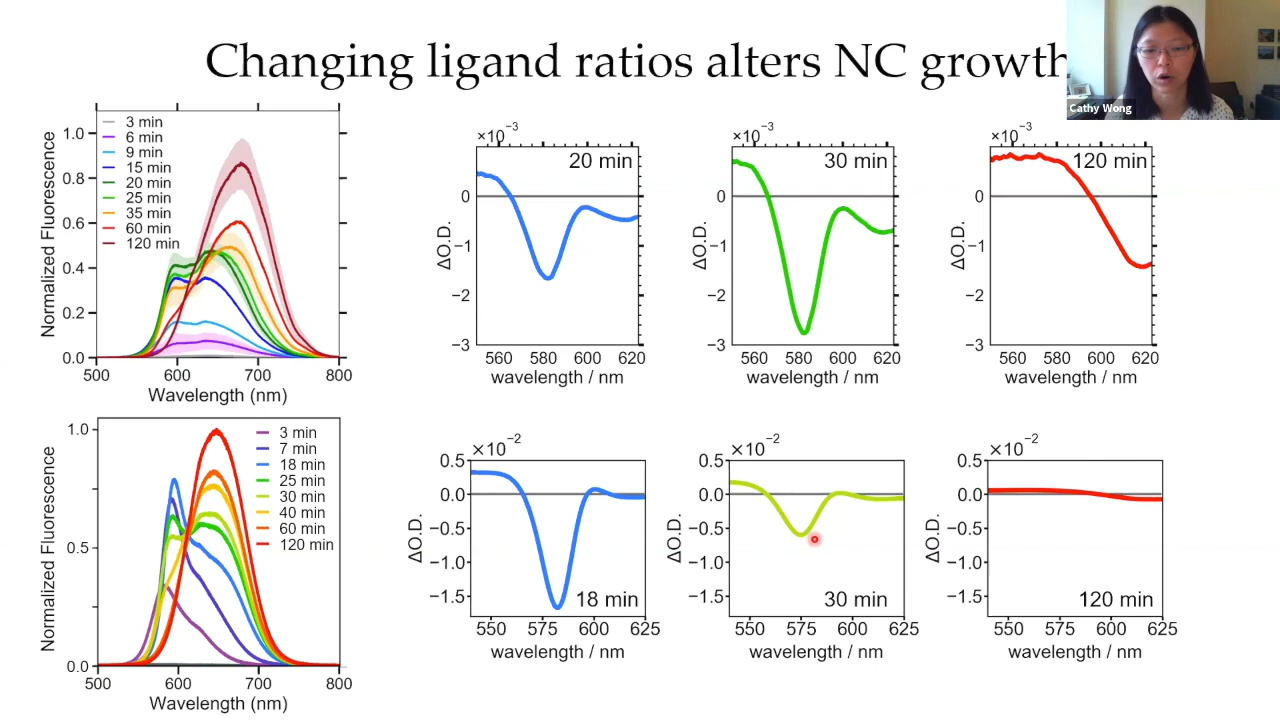 Changing ligand ratios alters NC growth
Cathy Wong
Normalized Fluorescence
1.0
0.8
0.6
0.4
0.2
0.0
3 min
6 min
9 min
15 min
20 min
25 min
35 min
60 min
120 min
500 600 700 800
Wavelength (nm)
×10⁻³
20 min
ΔO.D.
0
−1
−2
−3
560 580 600 620
wavelength / nm
×10⁻³
30 min
ΔO.D.
0
−1
−2
−3
560 580 600 620
wavelength / nm
×10⁻³
120 min
ΔO.D.
0
−1
−2
−3
560 580 600 620
wavelength / nm
Normalized Fluorescence
1.0
0.5
0.0
3 min
7 min
18 min
25 min
30 min
40 min
60 min
120 min
500 600 700 800
Wavelength (nm)
×10⁻²
ΔO.D.
0.5
0.0
−0.5
−1.0
−1.5
18 min
550 575 600 625
wavelength / nm
×10⁻²
ΔO.D.
0.5
0.0
−0.5
−1.0
−1.5
30 min
550 575 600 625
wavelength / nm
×10⁻²
ΔO.D.
0.5
0.0
−0.5
−1.0
−1.5
120 min
550 575 600 625
wavelength / nm